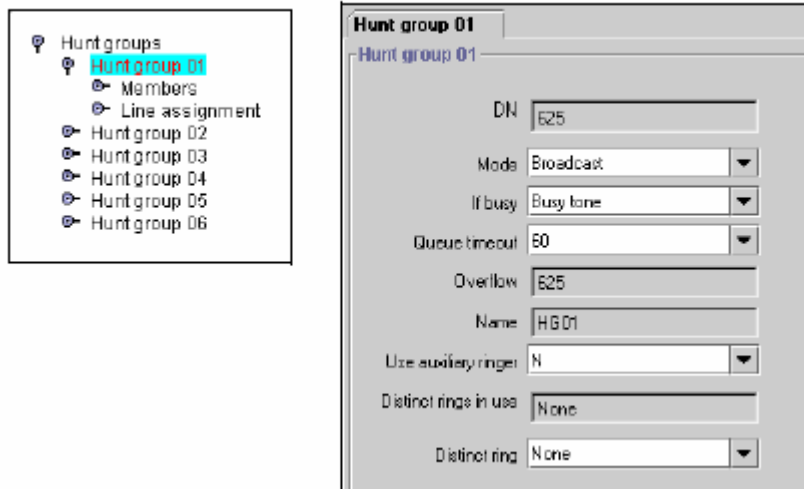 Hunt groups
Hunt group 01
Members
Line assignment
Hunt group 02
Hunt group 03
Hunt group 04
Hunt group 05
Hunt group 06
Hunt group 01
Hunt group 01
DN 625
Mode Broadcast
If busy Busy tone
Queue timeout 60
Overflow 625
Name HG01
Use auxiliary ringer N
Distinct rings in use None
Distinct ring None